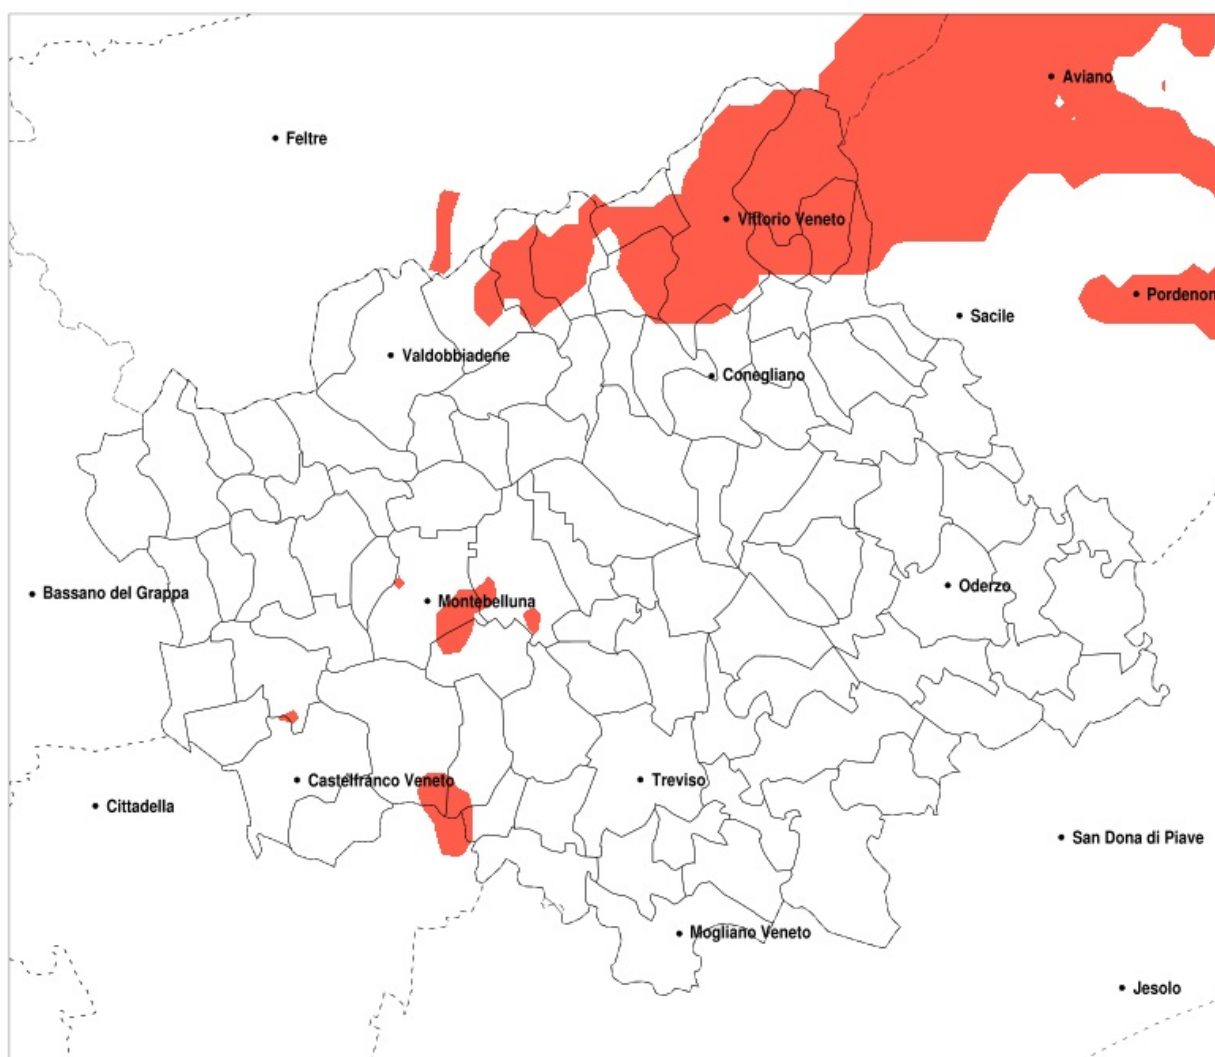 Aviano
Feltre
Vittorio Veneto
Pordenon
Sacile
Valdobbiadene
Conegliano
Bassano del Grappa
Montebelluna
Oderzo
Castelfranco Veneto
Treviso
Cittadella
San Dona di Piave
Mogliano Veneto
Jesolo